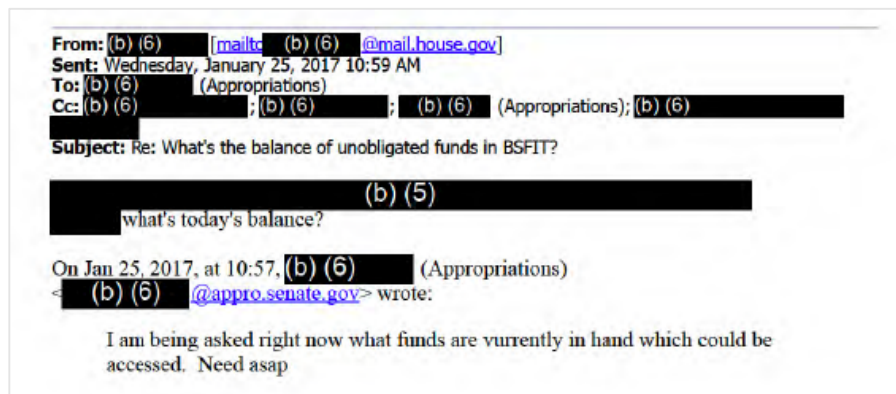 From: (b) (6) [mailto (b) (6) @mail.house.gov]
Sent: Wednesday, January 25, 2017 10:59 AM
To: (b) (6) (Appropriations)
Cc: (b) (6) ; (b) (6) ; (b) (6) (Appropriations); (b) (6)
Subject: Re: What's the balance of unobligated funds in BSFIT?
(b) (5)
what's today's balance?
On Jan 25, 2017, at 10:57, (b) (6) (Appropriations)
< (b) (6) @appro.senate.gov> wrote:
I am being asked right now what funds are vurrently in hand which could be
accessed. Need asap